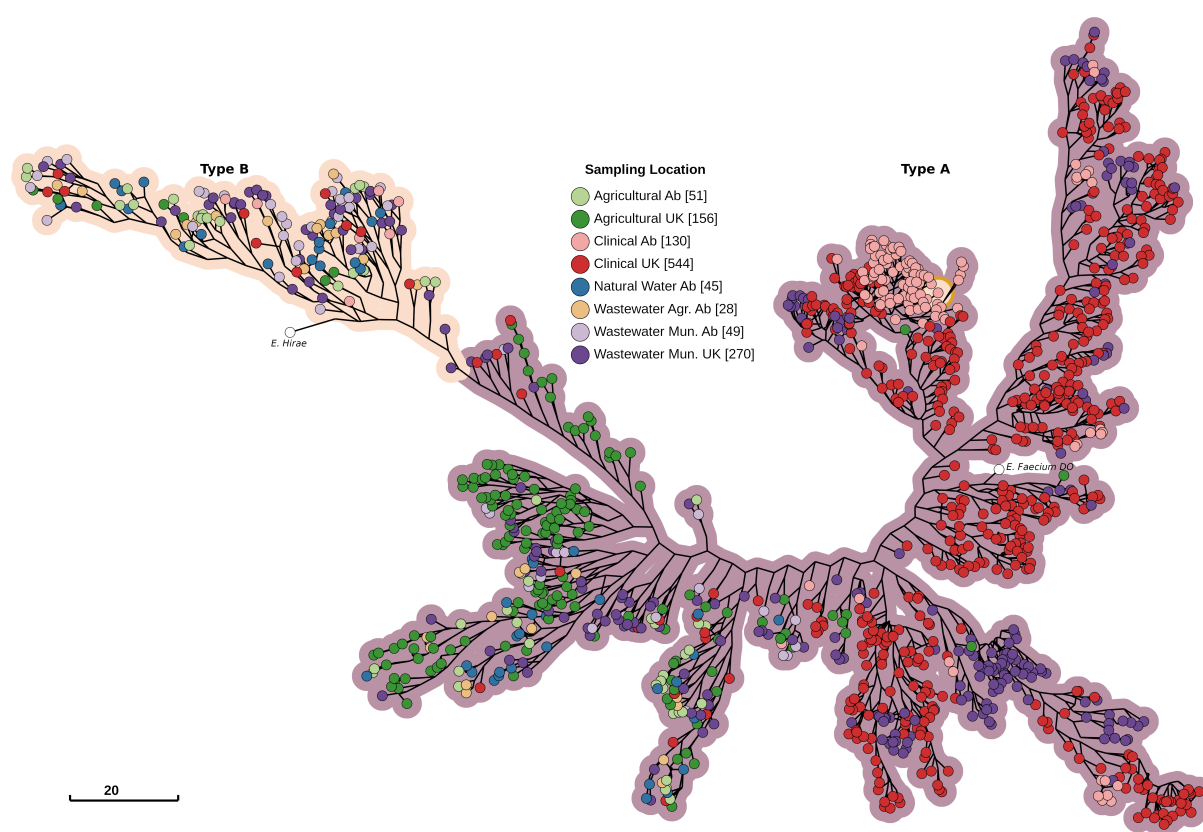 Type B
Sampling Location
Type A
Agricultural Ab [51]
Agricultural UK [156]
Clinical Ab [130]
Clinical UK [544]
Natural Water Ab [45]
Wastewater Agr. Ab [28]
Wastewater Mun. Ab [49]
Wastewater Mun. UK [270]
E. Hirae
E. Faecium DO
20